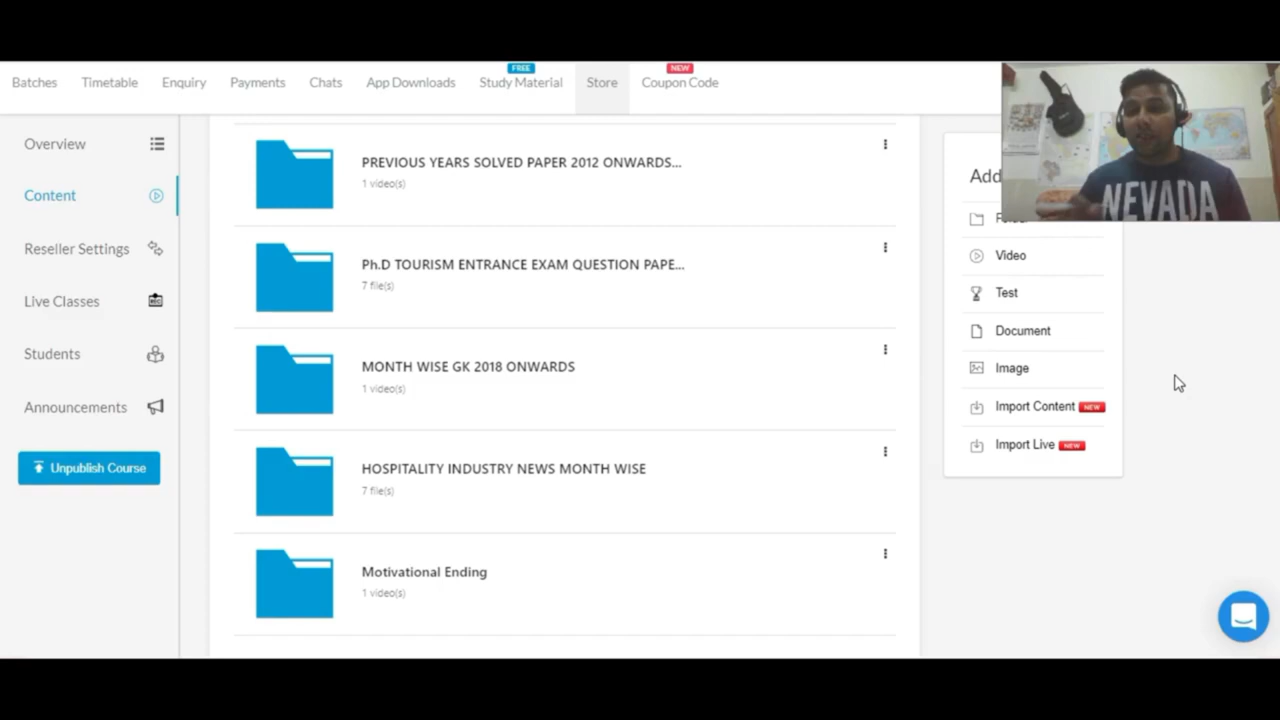 FREE
NEW
Batches Timetable Enquiry Payments Chats App Downloads Study Material Store Coupon Code
Overview
Content
Reseller Settings
Live Classes
Students
Announcements
Unpublish Course
PREVIOUS YEARS SOLVED PAPER 2012 ONWARDS...
1 video(s)
Ph.D TOURISM ENTRANCE EXAM QUESTION PAPE...
7 file(s)
MONTH WISE GK 2018 ONWARDS
1 video(s)
HOSPITALITY INDUSTRY NEWS MONTH WISE
7 file(s)
Motivational Ending
1 video(s)
Add
Video
Test
Document
Image
Import Content NEW
Import Live NEW
NEVADA